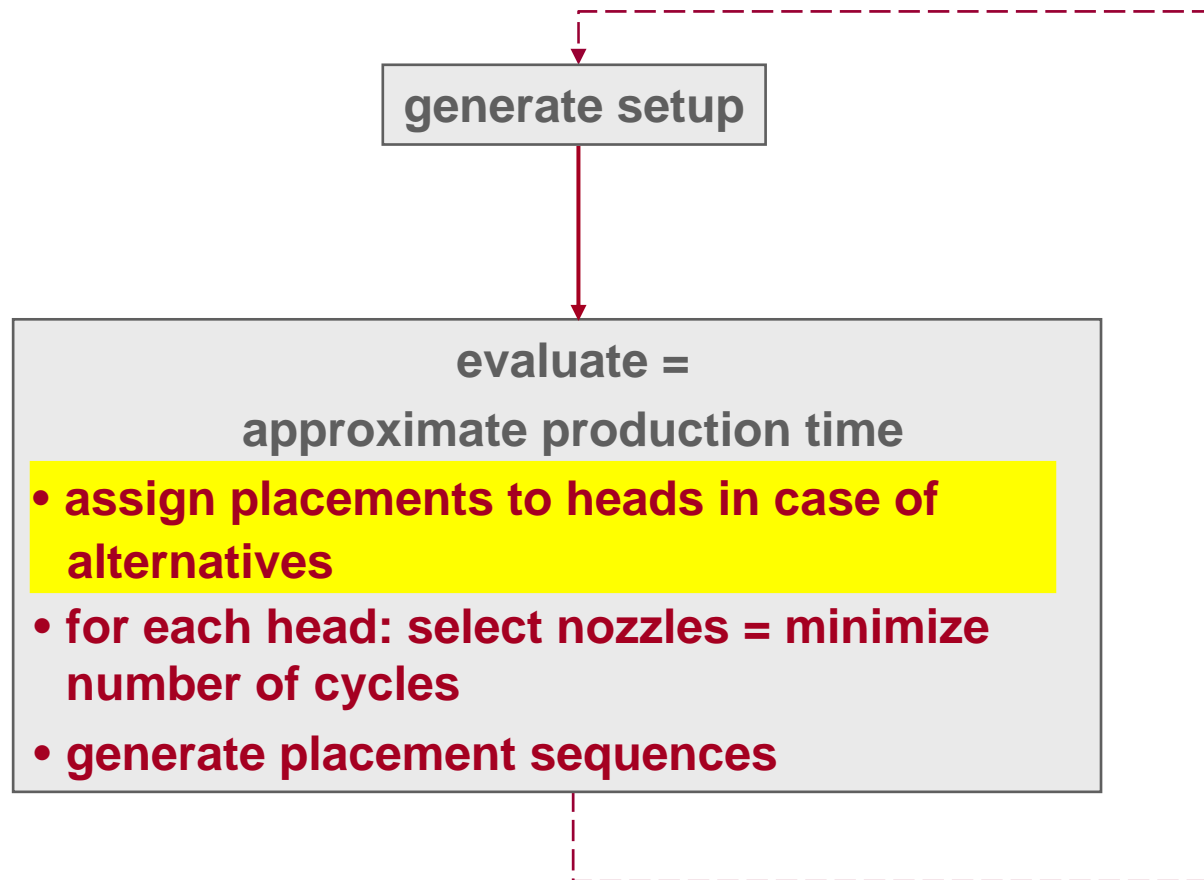 generate setup
evaluate =
approximate production time
• assign placements to heads in case of
alternatives
• for each head: select nozzles = minimize
number of cycles
• generate placement sequences